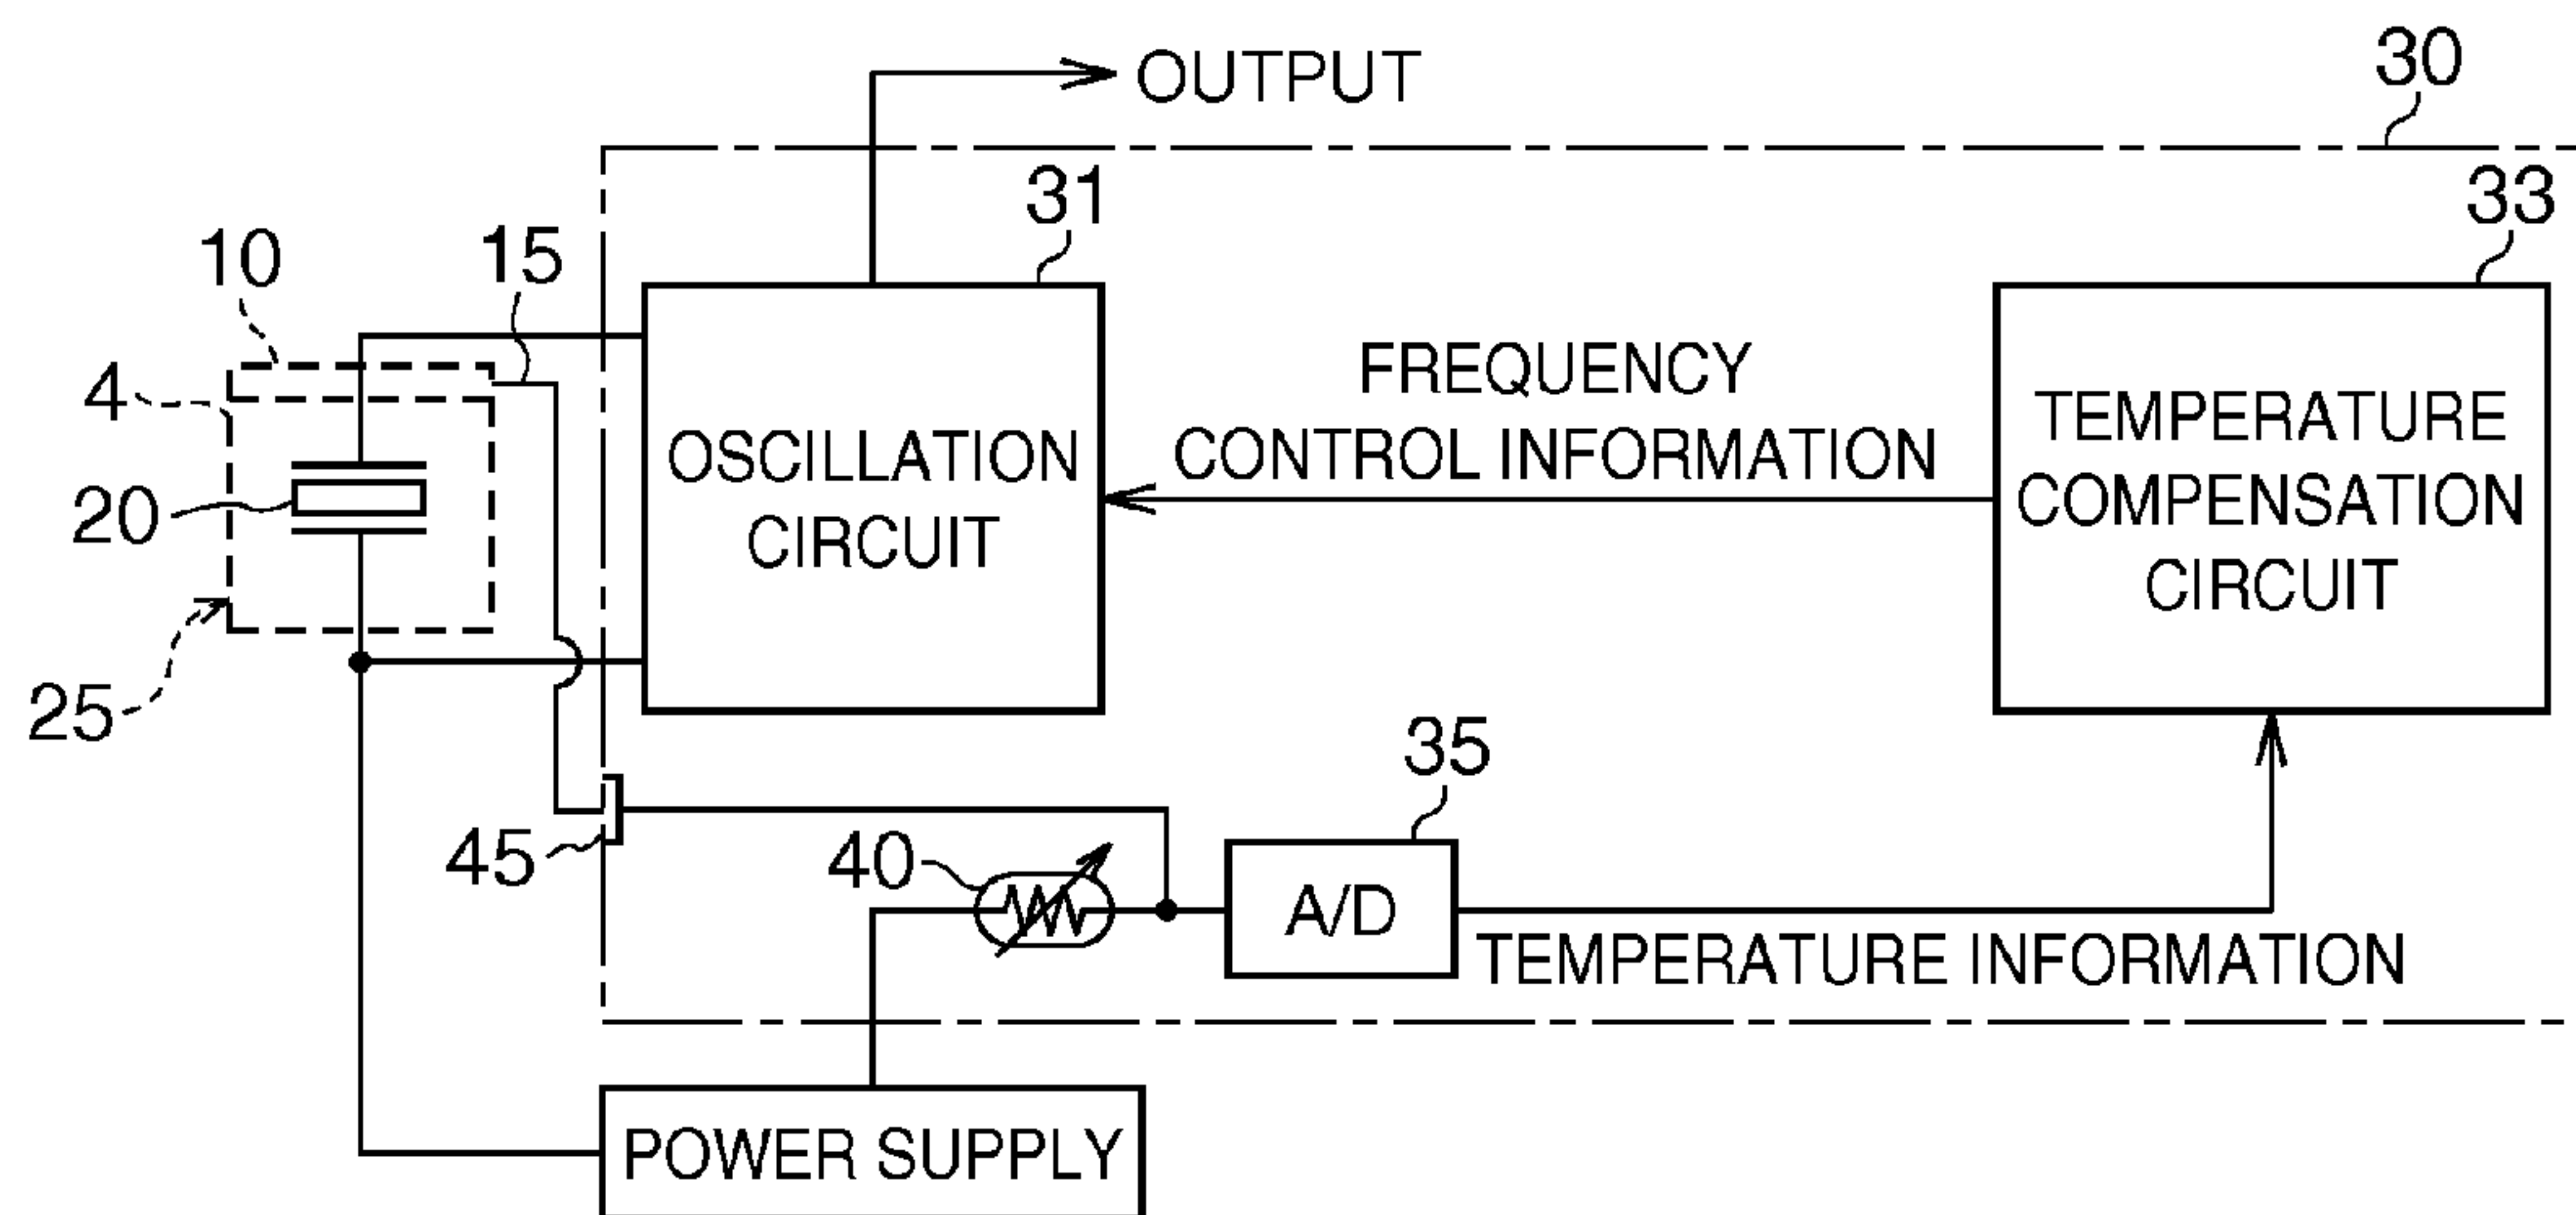 OUTPUT
30
31
33
10
15
4
20
25
OSCILLATION
CIRCUIT
FREQUENCY
CONTROL INFORMATION
TEMPERATURE
COMPENSATION
CIRCUIT
35
45
40
A/D
TEMPERATURE INFORMATION
POWER SUPPLY